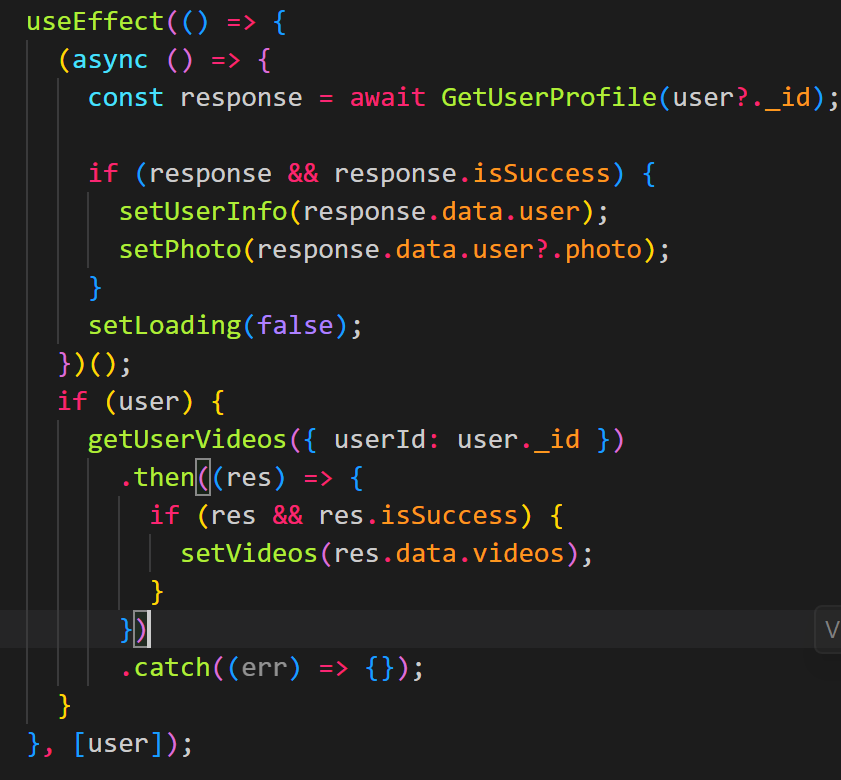 useEffect(() => {
(async () => {
const response = await GetUserProfile(user?._id);
if (response && response.isSuccess) {
setUserInfo(response.data.user);
setPhoto(response.data.user?.photo);
}
setLoading(false);
})();
if (user) {
getUserVideos({ userId: user._id })
.then((res) => {
if (res && res.isSuccess) {
setVideos(res.data.videos);
}
})
.catch((err) => {});
}
}, [user]);